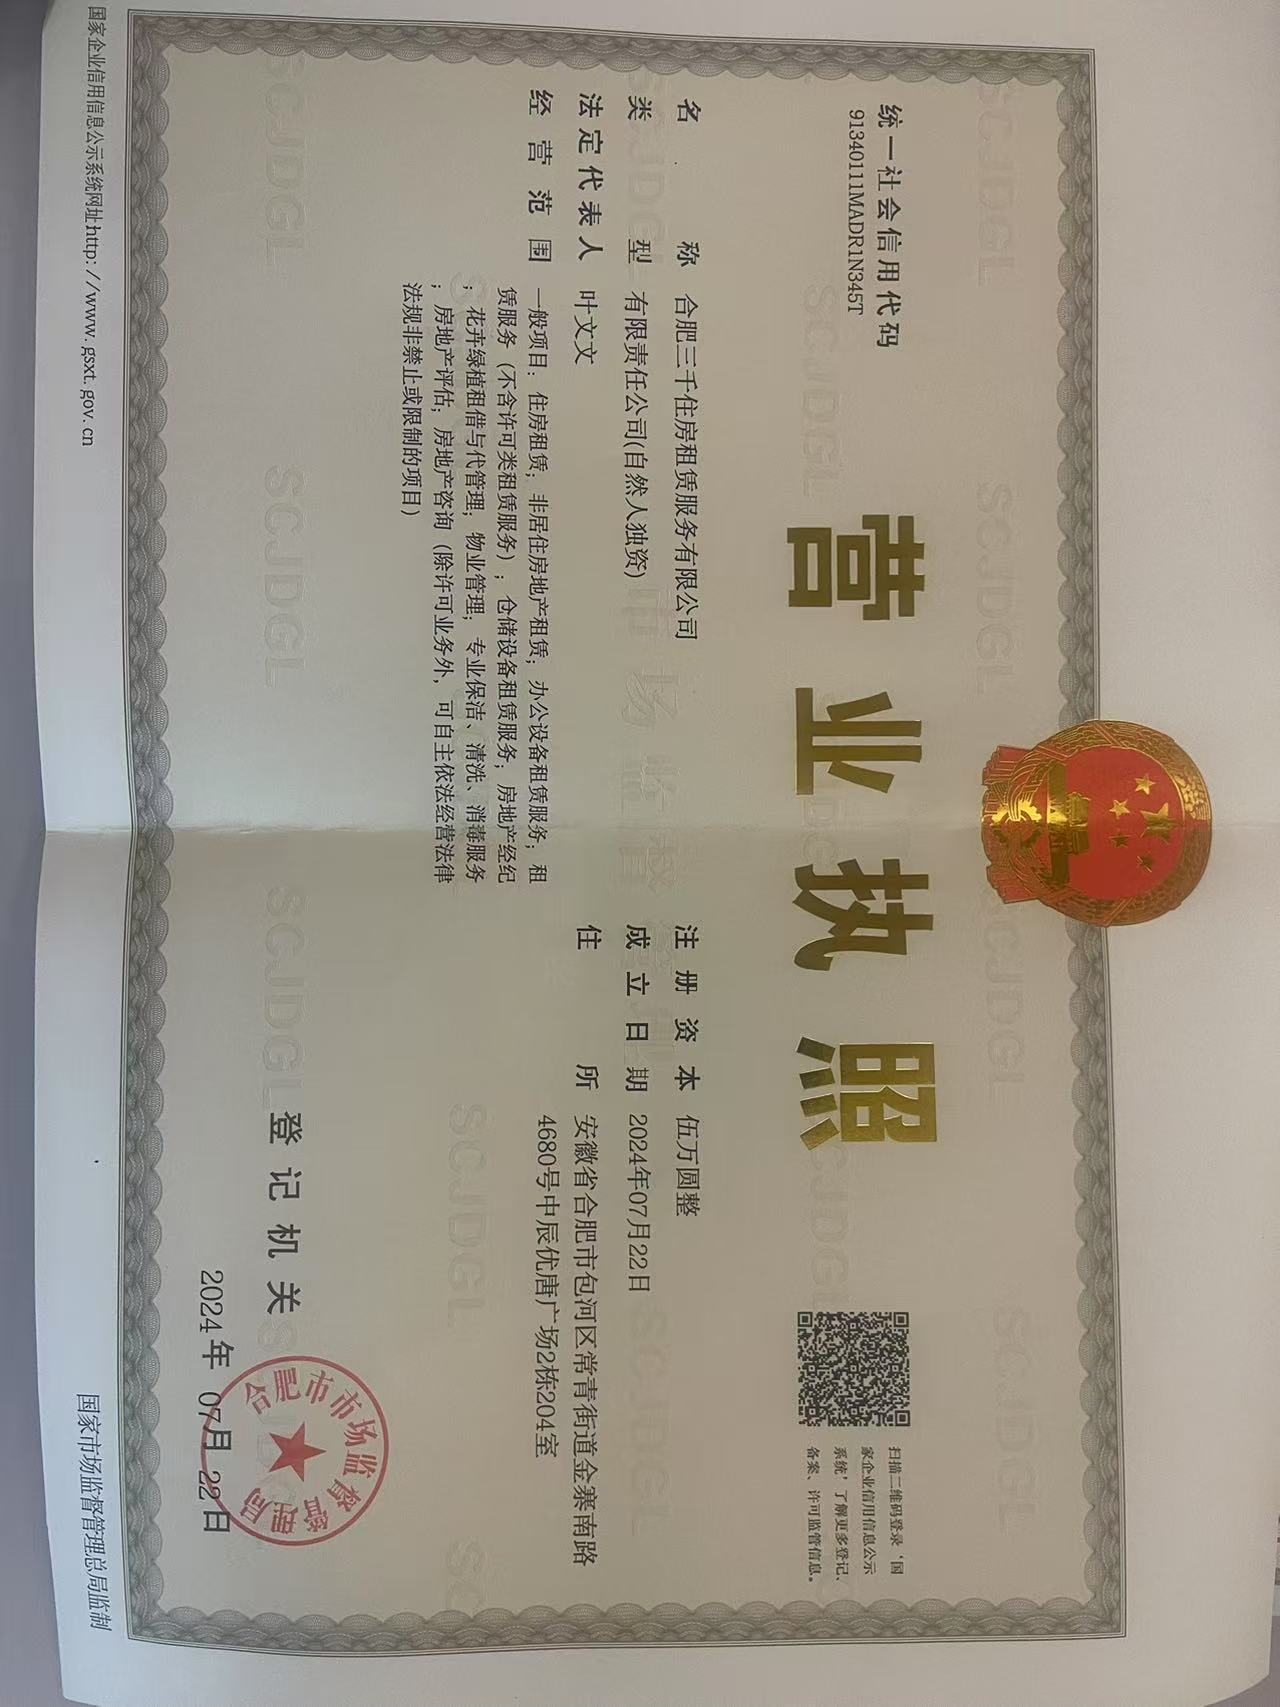 营业执照
统一社会信用代码
91340111MADR1N345T
扫描二维码登录'国
家企业信用信息公示
系统'了解更多登记、
备案、许可监管信息。
名称 合肥三千住房租赁服务有限公司
类型 有限责任公司(自然人独资)
法定代表人 叶文文
经营范围 一般项目：住房租赁；非居住房地产租赁；办公设备租赁服务；租
赁服务（不含许可类租赁服务）；仓储设备租赁服务；房地产经纪
；花卉绿植租借与代管理；物业管理；专业保洁、清洗、消毒服务
；房地产评估；房地产咨询（除许可业务外，可自主依法经营法律
法规非禁止或限制的项目）
注册资本 伍万圆整
成立日期 2024年07月22日
住所 安徽省合肥市包河区常青街道金寨南路
4680号中辰优唐广场2栋204室
登记机关
合肥市市场监督管理局
2024年 07月 22日
国家企业信用信息公示系统网址http://www.gsxt.gov.cn
国家市场监督管理总局监制
SCJDGL
市场监督管理